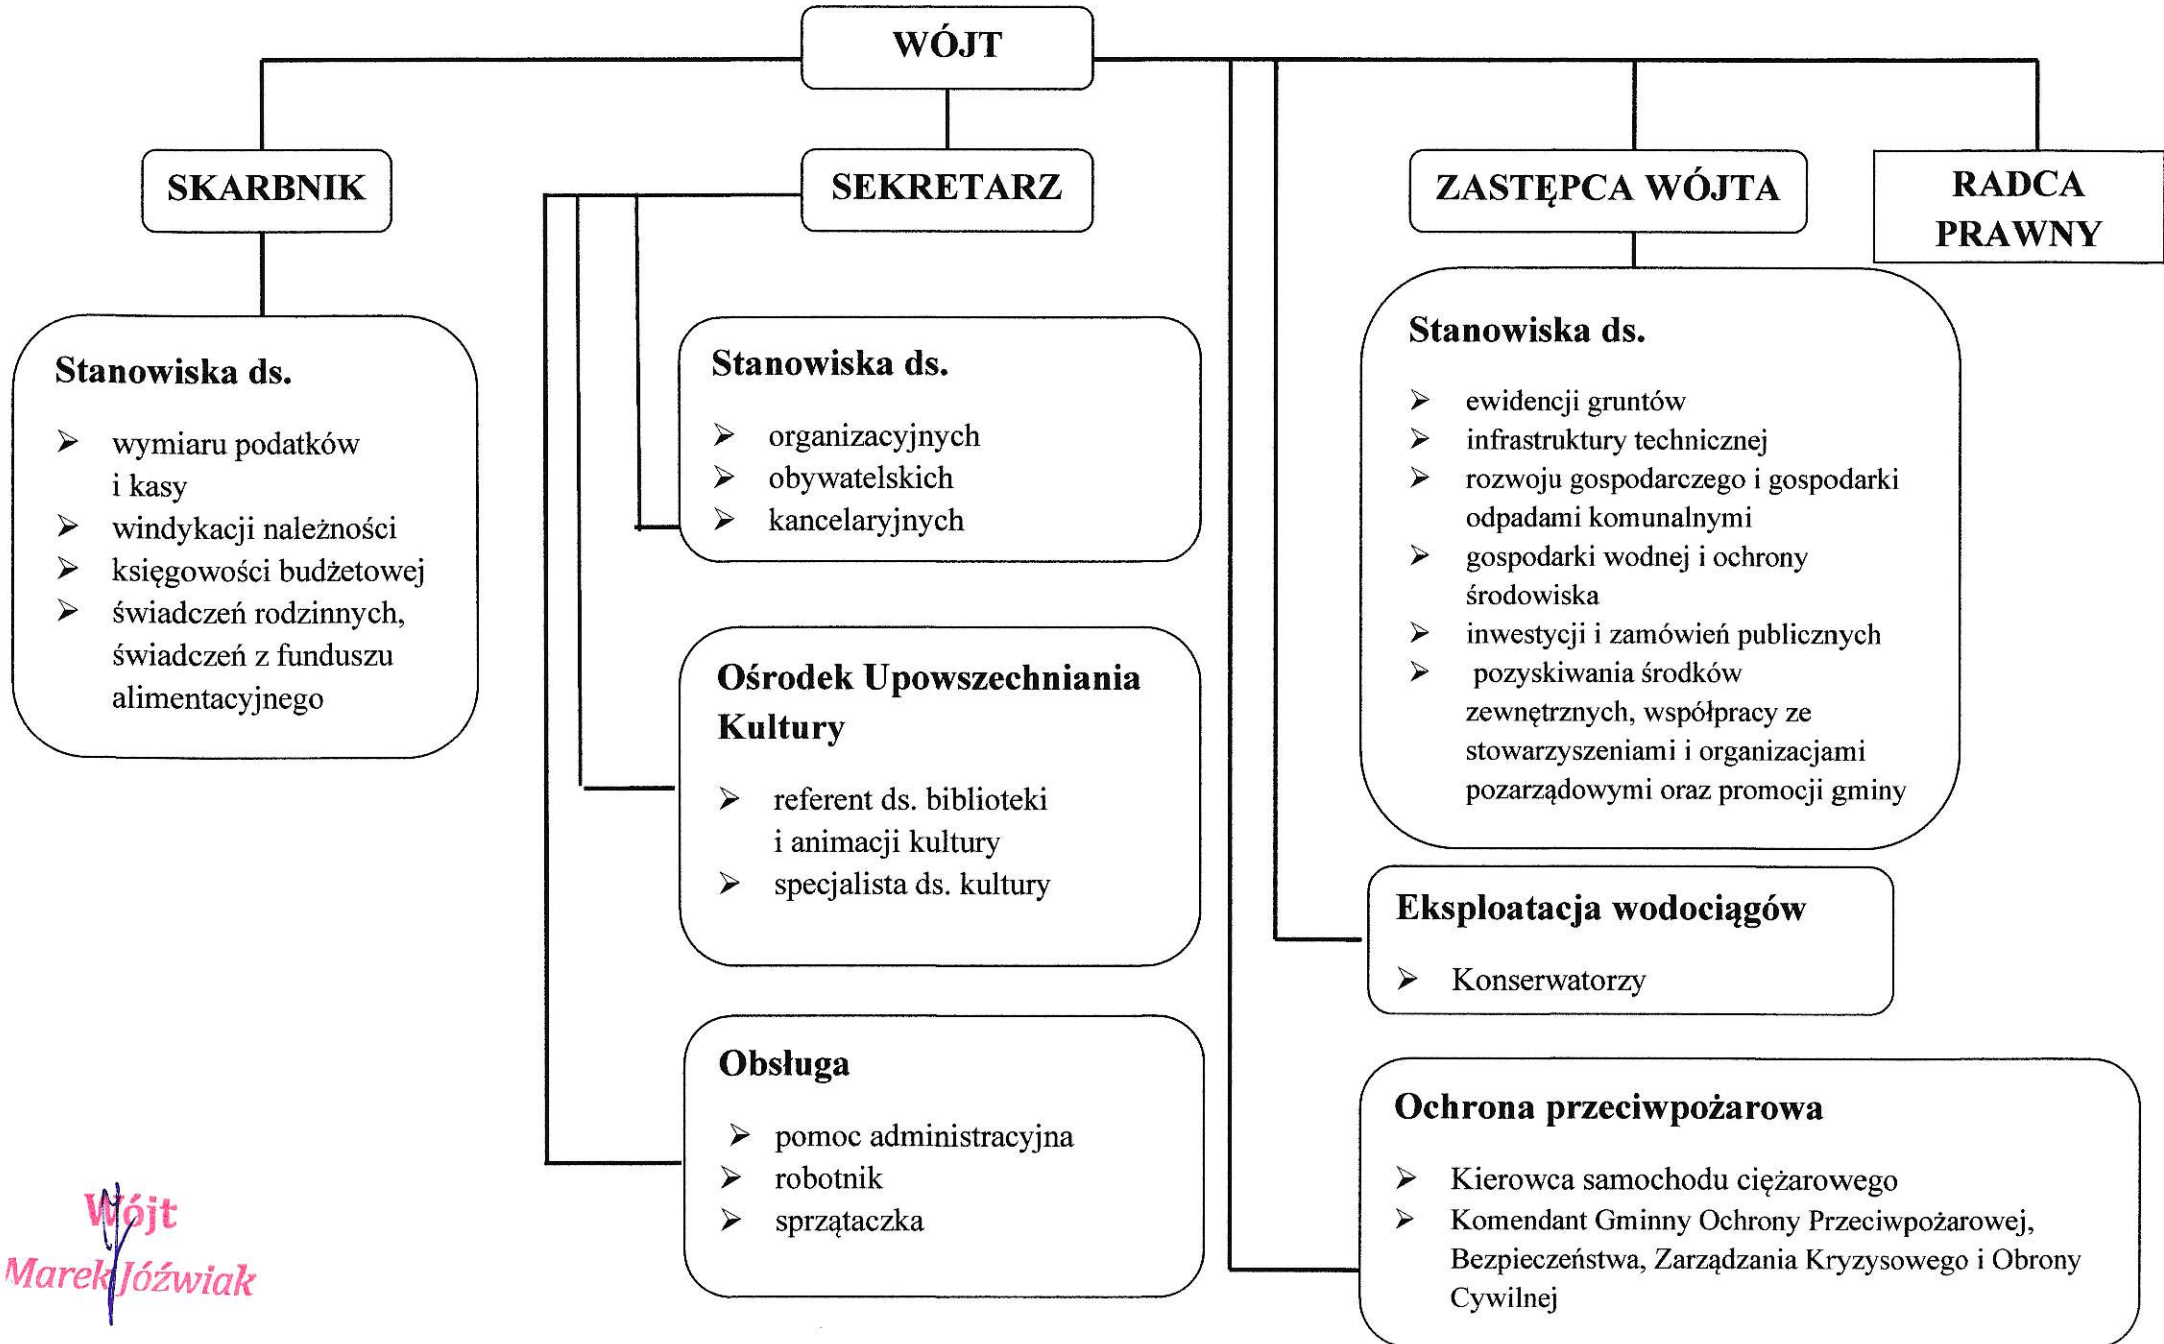 WÓJT
SKARBNIK
SEKRETARZ
ZASTĘPCA WÓJTA
RADCA
PRAWNY
Stanowiska ds.
➢ wymiaru podatków
i kasy
➢ windykacji należności
➢ księgowości budżetowej
➢ świadczeń rodzinnych,
świadczeń z funduszu
alimentacyjnego
Stanowiska ds.
➢ organizacyjnych
➢ obywatelskich
➢ kancelaryjnych
Ośrodek Upowszechniania
Kultury
➢ referent ds. biblioteki
i animacji kultury
➢ specjalista ds. kultury
Obsługa
➢ pomoc administracyjna
➢ robotnik
➢ sprzątaczka
Stanowiska ds.
➢ ewidencji gruntów
➢ infrastruktury technicznej
➢ rozwoju gospodarczego i gospodarki
odpadami komunalnymi
➢ gospodarki wodnej i ochrony
środowiska
➢ inwestycji i zamówień publicznych
➢ pozyskiwania środków
zewnętrznych, współpracy ze
stowarzyszeniami i organizacjami
pozarządowymi oraz promocji gminy
Eksploatacja wodociągów
➢ Konserwatorzy
Ochrona przeciwpożarowa
➢ Kierowca samochodu ciężarowego
➢ Komendant Gminny Ochrony Przeciwpożarowej,
Bezpieczeństwa, Zarządzania Kryzysowego i Obrony
Cywilnej
Wójt
Marek Jóźwiak